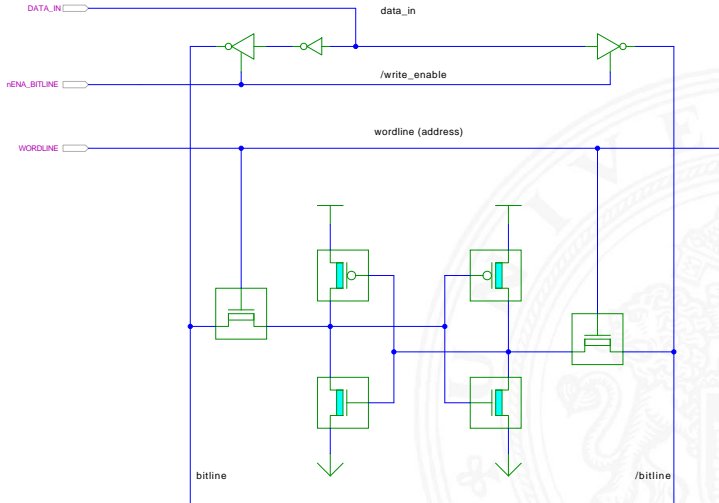 DATA_IN
data_in
/write_enable
nENA_BITLINE
wordline (address)
WORDLINE
bitline
/bitline